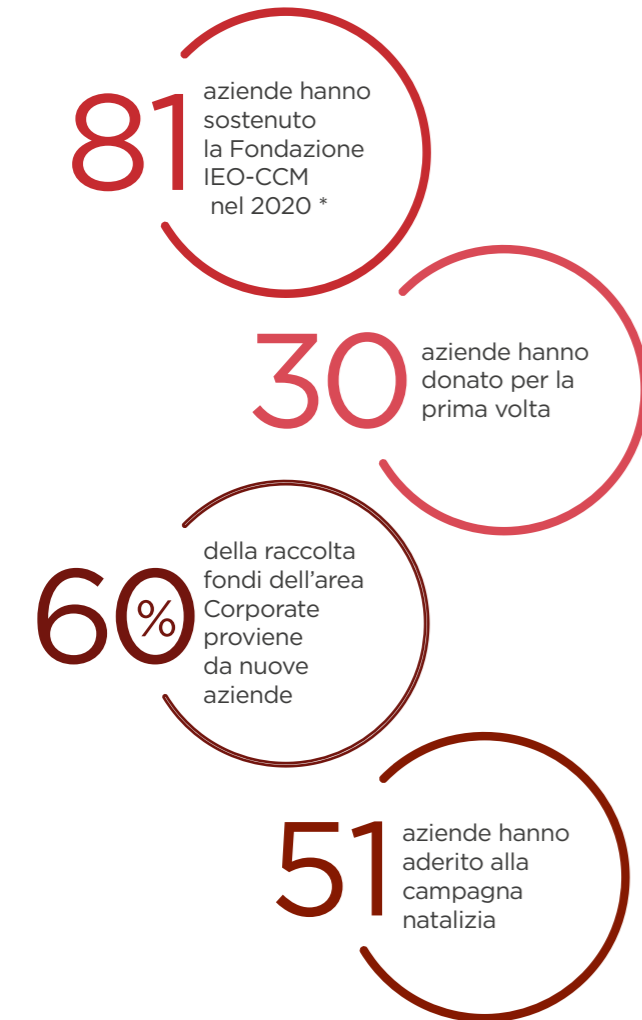 81
aziende hanno
sostenuto
la Fondazione
IEO-CCM
nel 2020 *
30
aziende hanno
donato per la
prima volta
60%
della raccolta
fondi dell'area
Corporate
proviene
da nuove
aziende
51
aziende hanno
aderito alla
campagna
natalizia